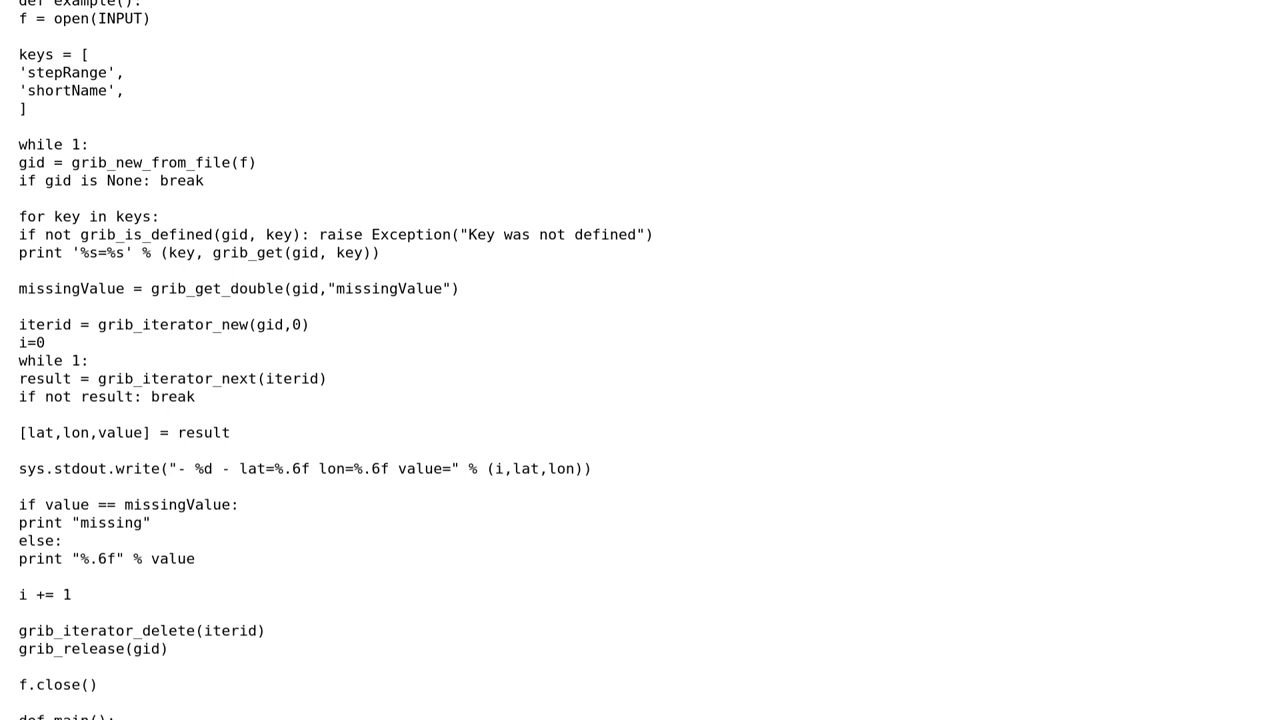 def example():
f = open(INPUT)

keys = [
'stepRange',
'shortName',
]

while 1:
gid = grib_new_from_file(f)
if gid is None: break

for key in keys:
if not grib_is_defined(gid, key): raise Exception("Key was not defined")
print '%s=%s' % (key, grib_get(gid, key))

missingValue = grib_get_double(gid,"missingValue")

iterid = grib_iterator_new(gid,0)
i=0
while 1:
result = grib_iterator_next(iterid)
if not result: break

[lat,lon,value] = result

sys.stdout.write("- %d - lat=%.6f lon=%.6f value=" % (i,lat,lon))

if value == missingValue:
print "missing"
else:
print "%.6f" % value

i += 1

grib_iterator_delete(iterid)
grib_release(gid)

f.close()

def main():